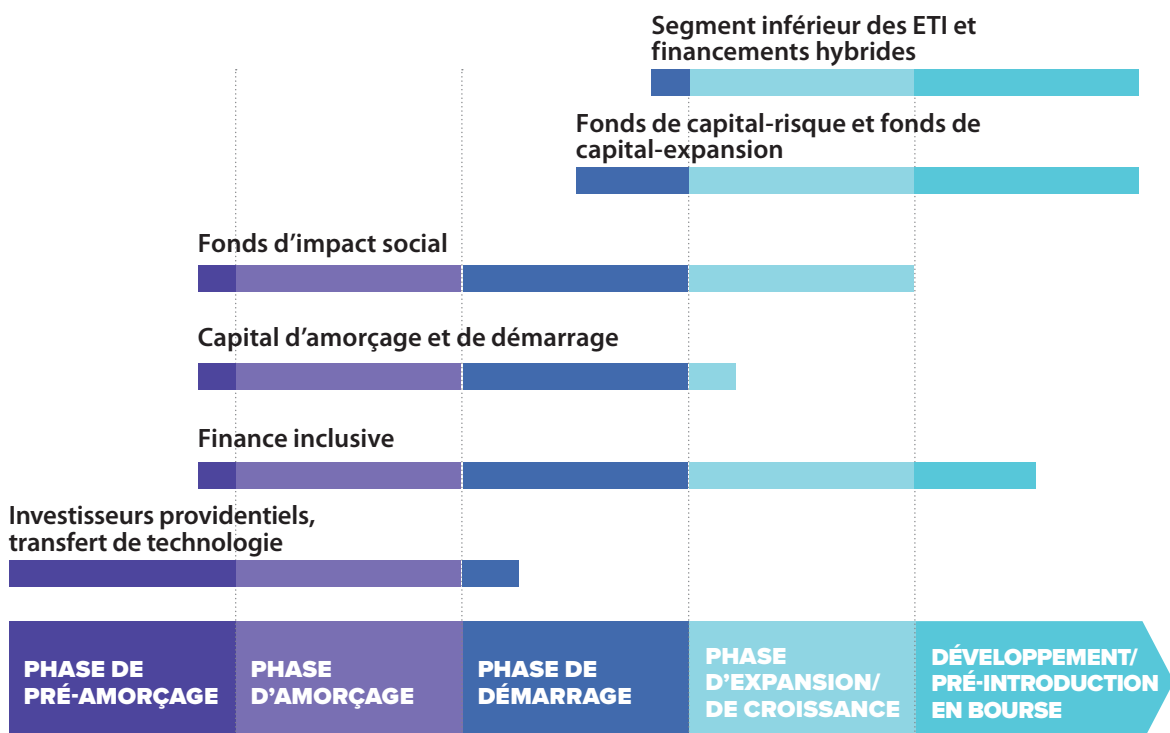 Segment inférieur des ETI et
financements hybrides
Fonds de capital-risque et fonds de
capital-expansion
Fonds d’impact social
Capital d’amorçage et de démarrage
Finance inclusive
Investisseurs providentiels,
transfert de technologie
PHASE DE
PRÉ-AMORÇAGE
PHASE
D’AMORÇAGE
PHASE DE
DÉMARRAGE
PHASE
D’EXPANSION/
DE CROISSANCE
DÉVELOPPEMENT/
PRÉ-INTRODUCTION
EN BOURSE